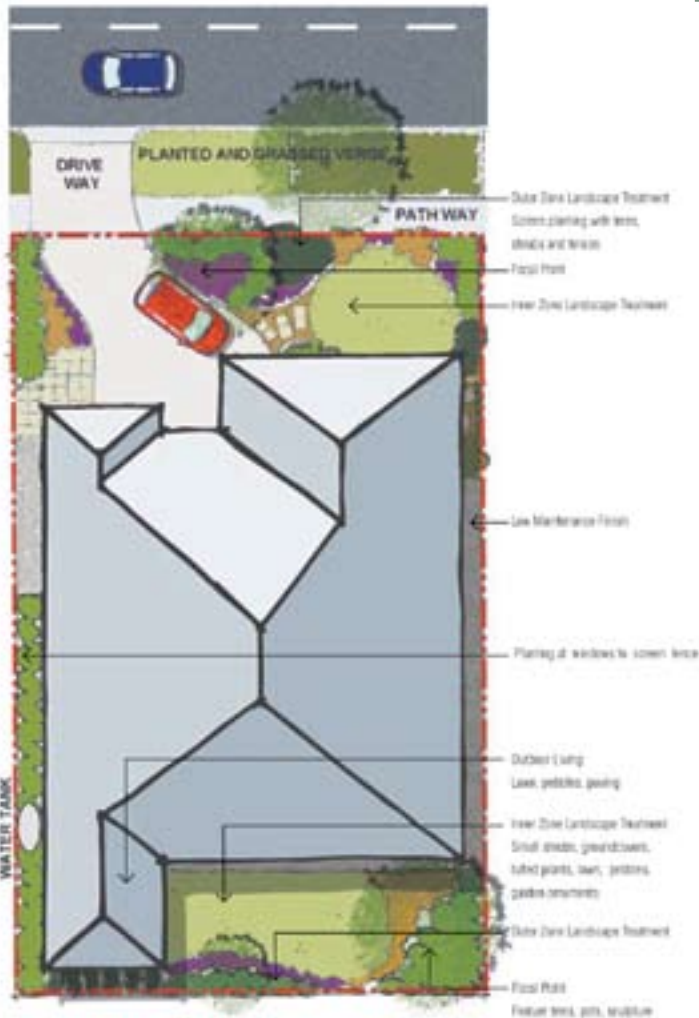 DRIVE
WAY
PLANTED AND GRASSED VERGE
PATH WAY
Outer Zone Landscape Treatment
Screen planting with trees,
shrubs and fences
Focal Point
Inner Zone Landscape Treatment
Low Maintenance Finish
Planting at windows to screen fence
WATER TANK
Outdoor Living
Lawn, pebbles, paving
Inner Zone Landscape Treatment
Small shrubs, groundcovers,
tufted plants, lawn, pebbles,
garden ornaments
Outer Zone Landscape Treatment
Focal Point
Feature trees, pots, sculpture